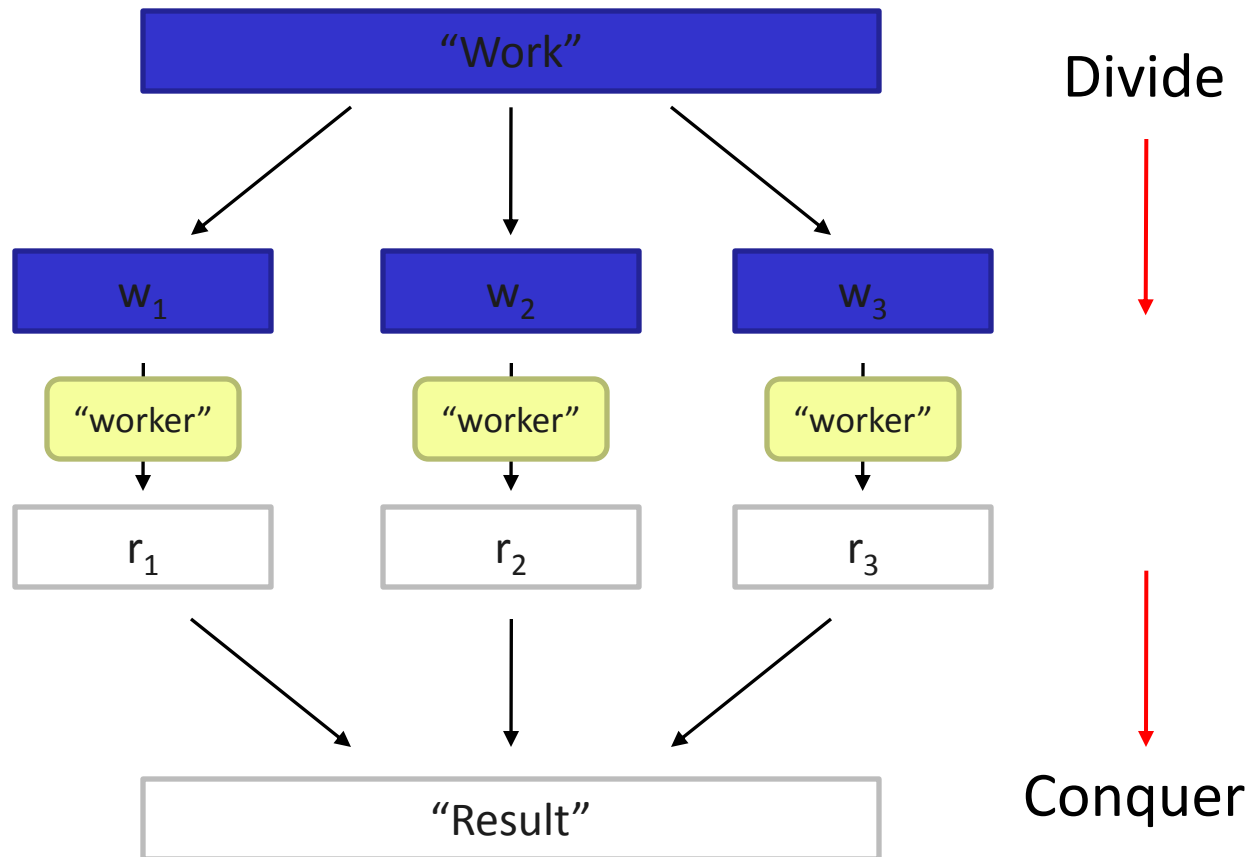 “Work”
Divide
w₁
w₂
w₃
“worker”
“worker”
“worker”
r₁
r₂
r₃
“Result”
Conquer